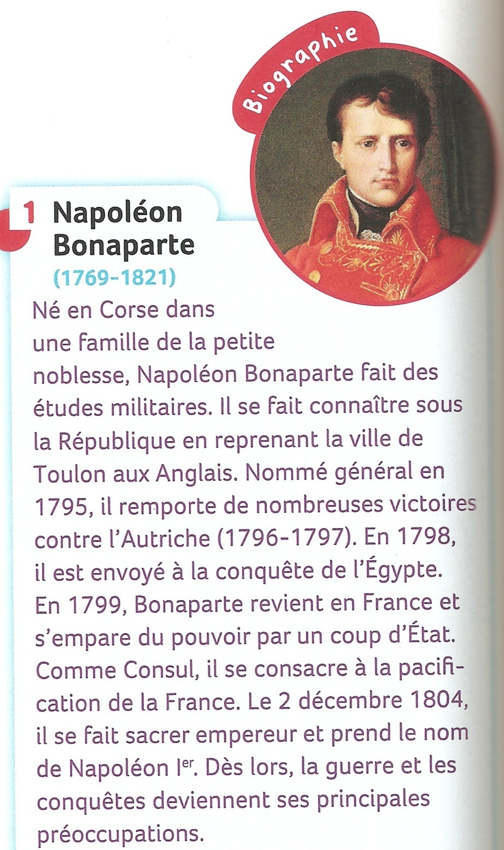 Biographie
1 Napoléon
Bonaparte
(1769-1821)
Né en Corse dans
une famille de la petite
noblesse, Napoléon Bonaparte fait des
études militaires. Il se fait connaître sous
la République en reprenant la ville de
Toulon aux Anglais. Nommé général en
1795, il remporte de nombreuses victoires
contre l’Autriche (1796-1797). En 1798,
il est envoyé à la conquête de l’Égypte.
En 1799, Bonaparte revient en France et
s’empare du pouvoir par un coup d’État.
Comme Consul, il se consacre à la pacifi-
cation de la France. Le 2 décembre 1804,
il se fait sacrer empereur et prend le nom
de Napoléon Iᵉʳ. Dès lors, la guerre et les
conquêtes deviennent ses principales
préoccupations.